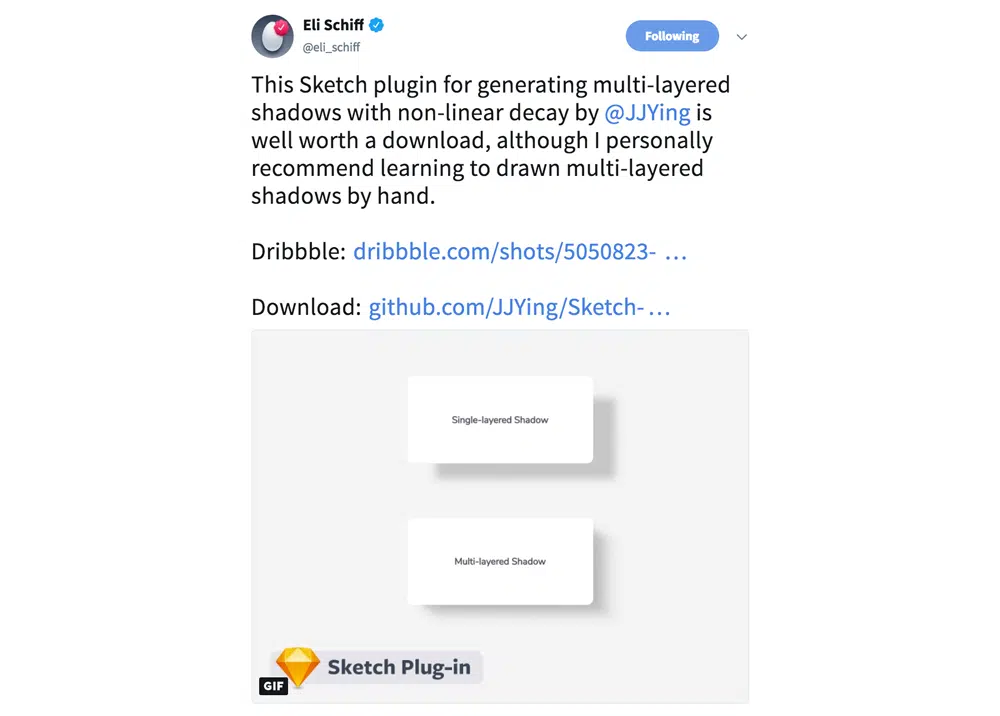 Eli Schiff
@eli_schiff
Following
This Sketch plugin for generating multi-layered
shadows with non-linear decay by @JJYing is
well worth a download, although I personally
recommend learning to drawn multi-layered
shadows by hand.
Dribbble: dribbble.com/shots/5050823- …
Download: github.com/JJYing/Sketch- …
Single-layered Shadow
Multi-layered Shadow
Sketch Plug-in
GIF